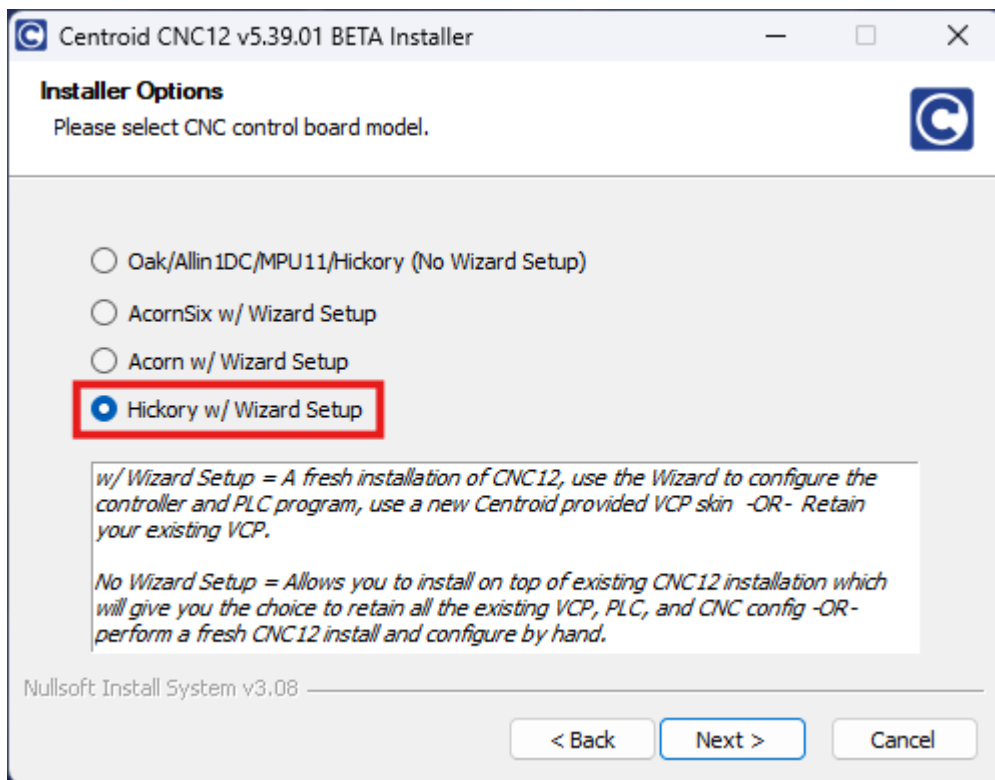 Centroid CNC12 v5.39.01 BETA Installer
Installer Options
Please select CNC control board model.
Oak/Allin1DC/MPU11/Hickory (No Wizard Setup)
AcornSix w/ Wizard Setup
Acorn w/ Wizard Setup
Hickory w/ Wizard Setup
w/ Wizard Setup = A fresh installation of CNC12, use the Wizard to configure the
controller and PLC program, use a new Centroid provided VCP skin -OR- Retain
your existing VCP.
No Wizard Setup = Allows you to install on top of existing CNC12 installation which
will give you the choice to retain all the existing VCP, PLC, and CNC config -OR-
perform a fresh CNC12 install and configure by hand.
Nullsoft Install System v3.08
< Back
Next >
Cancel